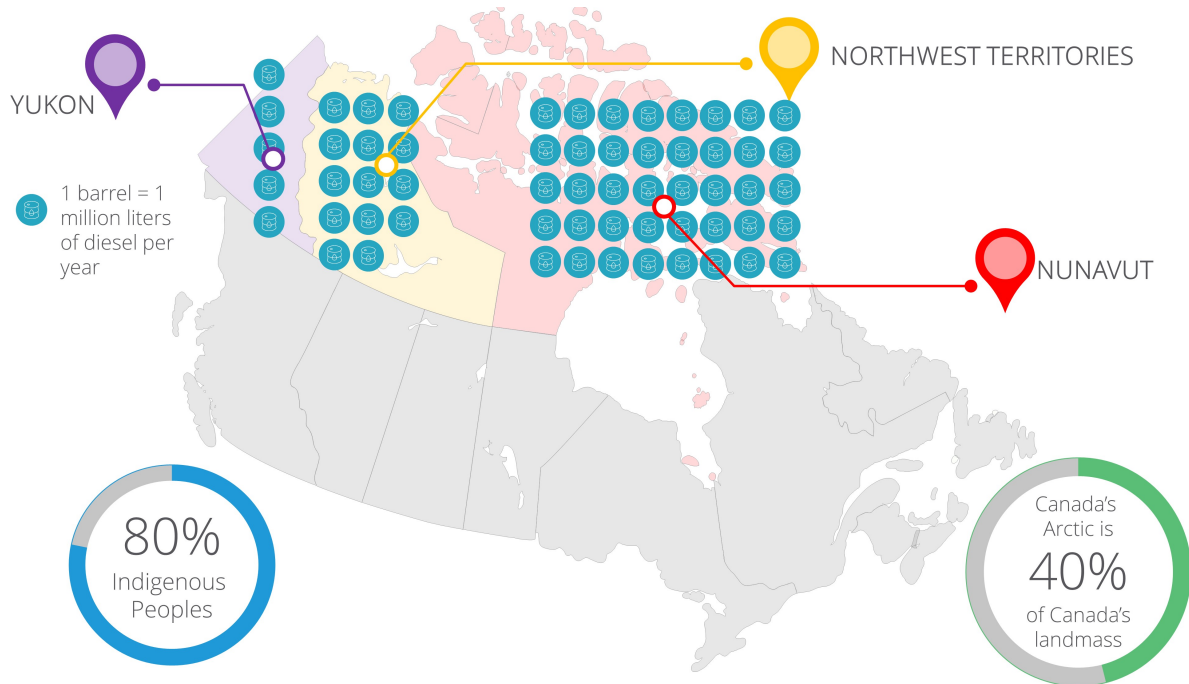 NORTHWEST TERRITORIES
YUKON
1 barrel = 1
million liters
of diesel per
year
NUNAVUT
80%
Indigenous
Peoples
Canada's
Arctic is
40%
of Canada's
landmass